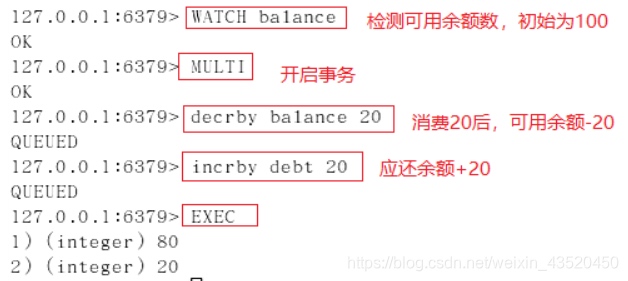 127.0.0.1:6379> WATCH balance 检测可用余额数，初始为100
OK
127.0.0.1:6379> MULTI 开启事务
OK
127.0.0.1:6379> decrby balance 20 消费20后，可用余额-20
QUEUED
127.0.0.1:6379> incrby debt 20 应还余额+20
QUEUED
127.0.0.1:6379> EXEC
1) (integer) 80
2) (integer) 20
https://blog.csdn.net/weixin_43520450